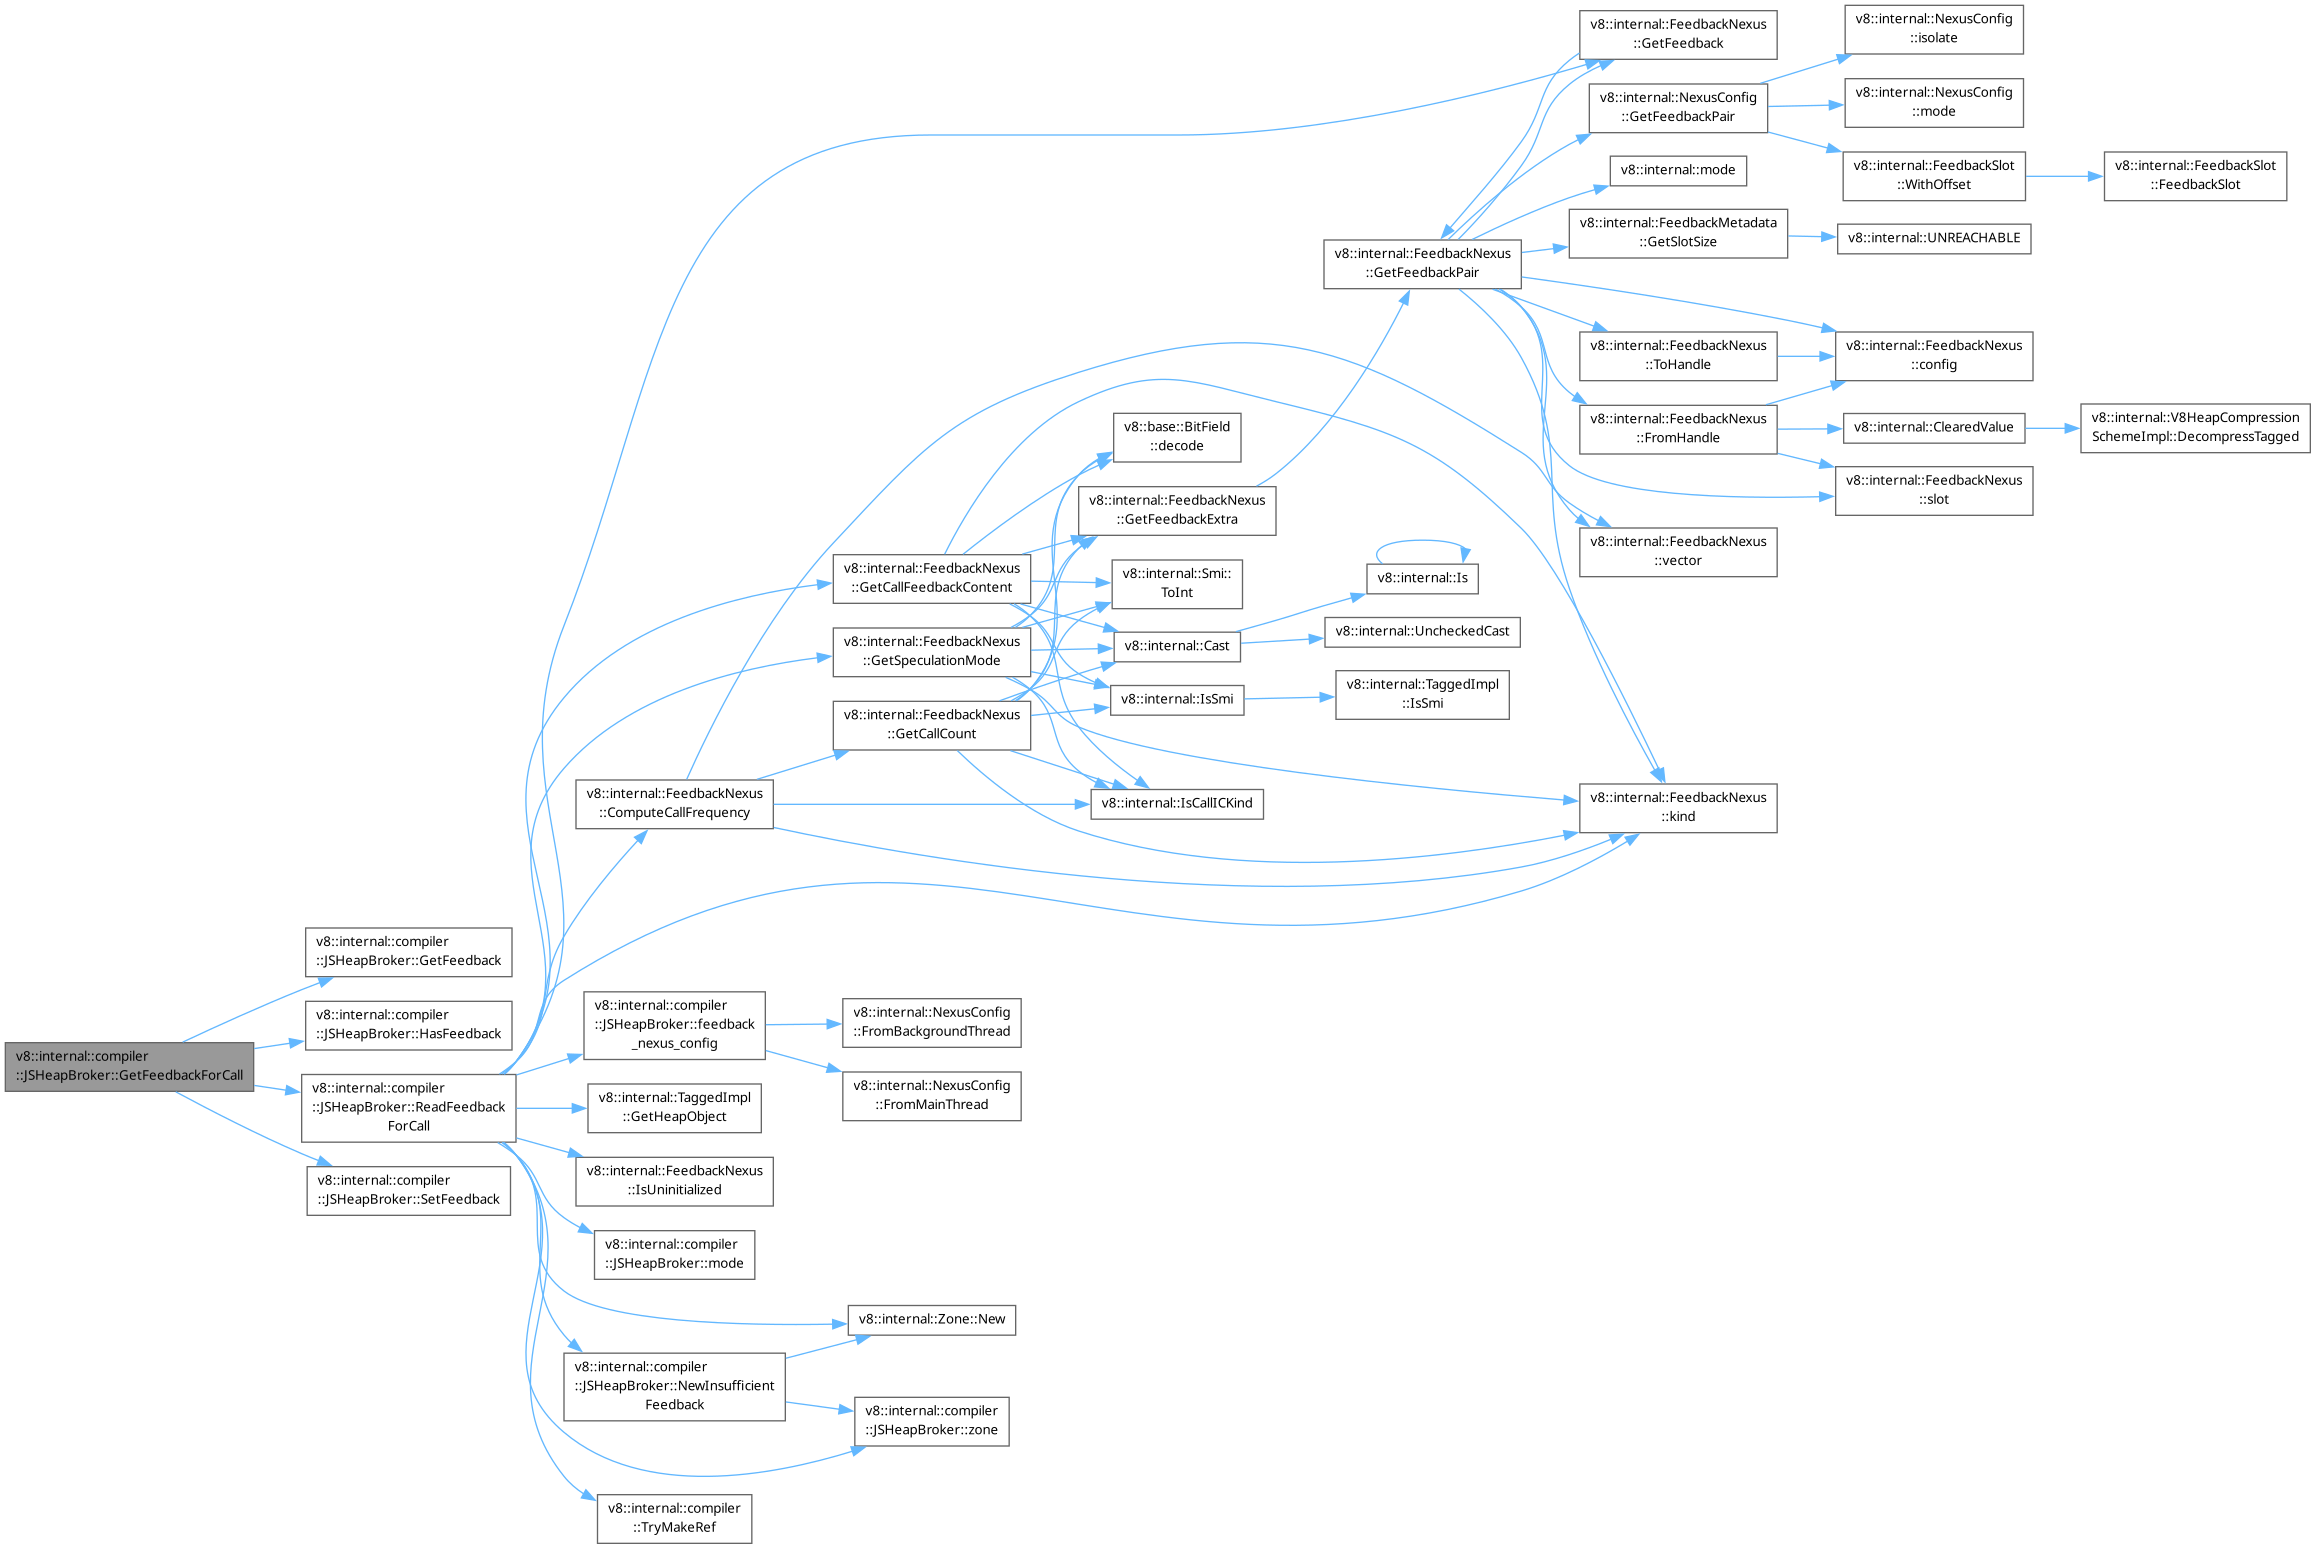 v8::internal::compiler
::JSHeapBroker::GetFeedbackForCall
v8::internal::compiler
::JSHeapBroker::GetFeedback
v8::internal::compiler
::JSHeapBroker::HasFeedback
v8::internal::compiler
::JSHeapBroker::ReadFeedback
ForCall
v8::internal::compiler
::JSHeapBroker::SetFeedback
v8::internal::FeedbackNexus
::ComputeCallFrequency
v8::internal::compiler
::JSHeapBroker::feedback
_nexus_config
v8::internal::TaggedImpl
::GetHeapObject
v8::internal::FeedbackNexus
::IsUninitialized
v8::internal::compiler
::JSHeapBroker::mode
v8::internal::compiler
::JSHeapBroker::NewInsufficient
Feedback
v8::internal::compiler
::TryMakeRef
v8::internal::FeedbackNexus
::GetCallFeedbackContent
v8::internal::FeedbackNexus
::GetSpeculationMode
v8::internal::FeedbackNexus
::GetCallCount
v8::internal::NexusConfig
::FromBackgroundThread
v8::internal::NexusConfig
::FromMainThread
v8::internal::Zone::New
v8::internal::compiler
::JSHeapBroker::zone
v8::base::BitField
::decode
v8::internal::FeedbackNexus
::GetFeedbackExtra
v8::internal::Smi::
ToInt
v8::internal::Cast
v8::internal::IsSmi
v8::internal::IsCallICKind
v8::internal::FeedbackNexus
::GetFeedbackPair
v8::internal::Is
v8::internal::UncheckedCast
v8::internal::TaggedImpl
::IsSmi
v8::internal::FeedbackNexus
::GetFeedback
v8::internal::NexusConfig
::GetFeedbackPair
v8::internal::mode
v8::internal::FeedbackMetadata
::GetSlotSize
v8::internal::FeedbackNexus
::ToHandle
v8::internal::FeedbackNexus
::FromHandle
v8::internal::FeedbackNexus
::vector
v8::internal::FeedbackNexus
::kind
v8::internal::NexusConfig
::isolate
v8::internal::NexusConfig
::mode
v8::internal::FeedbackSlot
::WithOffset
v8::internal::UNREACHABLE
v8::internal::FeedbackNexus
::config
v8::internal::ClearedValue
v8::internal::FeedbackNexus
::slot
v8::internal::FeedbackSlot
::FeedbackSlot
v8::internal::V8HeapCompression
SchemeImpl::DecompressTagged